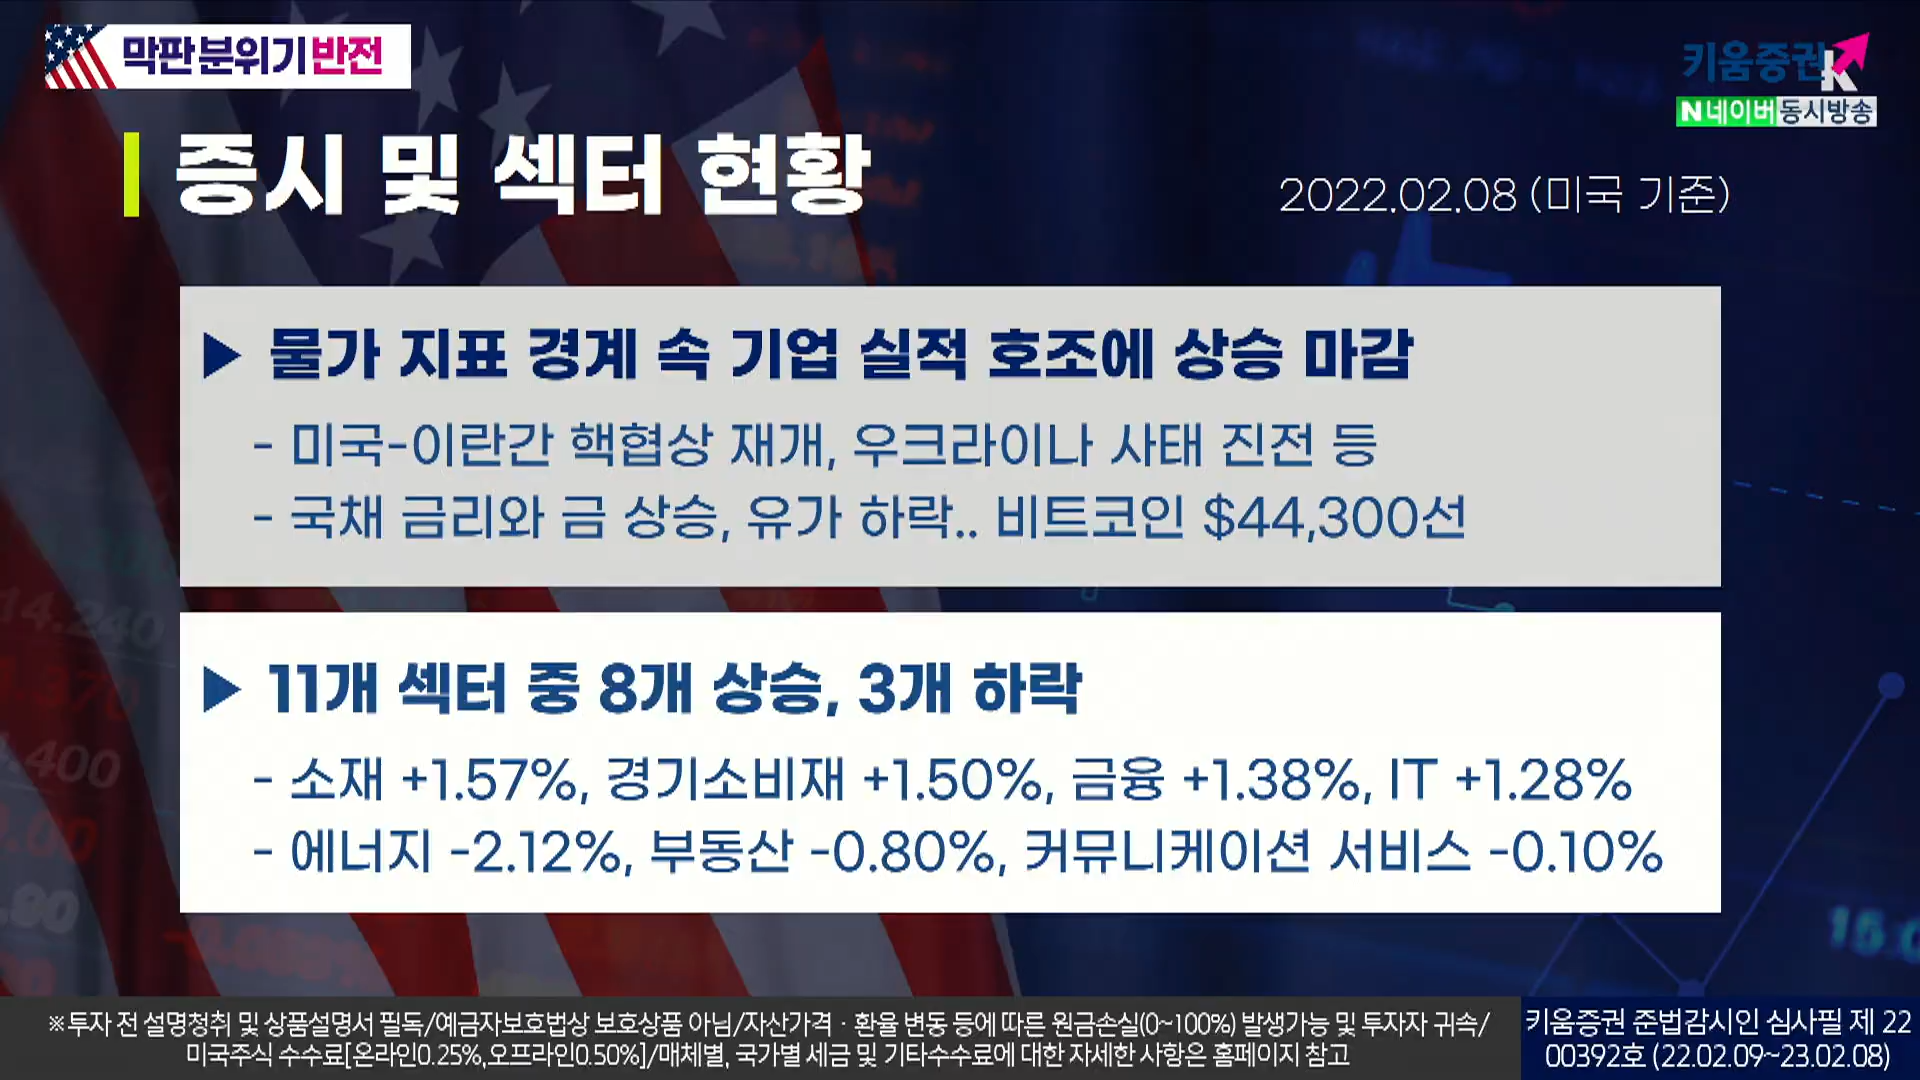 막판 분위기 반전
키움증권
N 네이버 동시방송
증시 및 섹터 현황
2022.02.08 (미국 기준)
▶ 물가 지표 경계 속 기업 실적 호조에 상승 마감
- 미국-이란간 핵협상 재개, 우크라이나 사태 진전 등
- 국채 금리와 금 상승, 유가 하락.. 비트코인 $44,300선
▶ 11개 섹터 중 8개 상승, 3개 하락
- 소재 +1.57%, 경기소비재 +1.50%, 금융 +1.38%, IT +1.28%
- 에너지 -2.12%, 부동산 -0.80%, 커뮤니케이션 서비스 -0.10%
14.240
.400
.80
※투자 전 설명청취 및 상품설명서 필독/예금자보호법상 보호상품 아님/자산가격·환율 변동 등에 따른 원금손실(0~100%) 발생가능 및 투자자 귀속/
미국주식 수수료[온라인0.25%,오프라인0.50%]/매체별, 국가별 세금 및 기타수수료에 대한 자세한 사항은 홈페이지 참고
키움증권 준법감시인 심사필 제 22
00392호 (22.02.09~23.02.08)